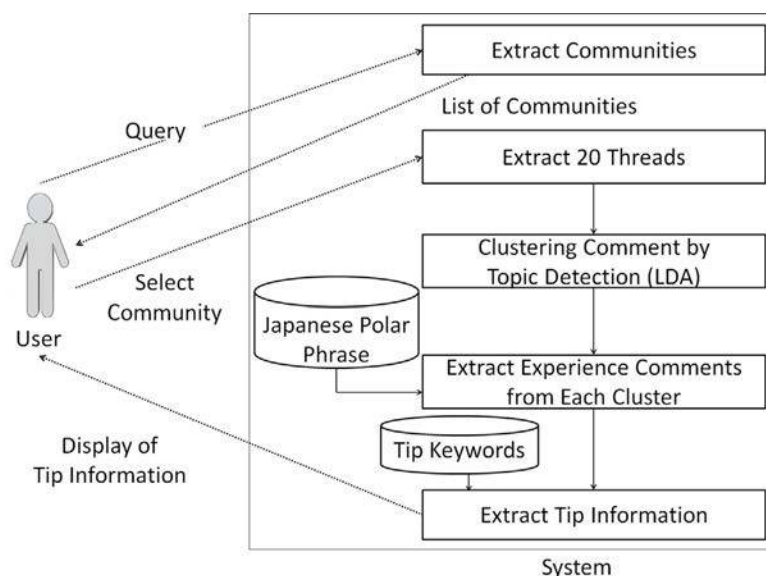 Extract Communities
List of Communities
Query
Extract 20 Threads
Clustering Comment by
Topic Detection (LDA)
Select
Community
User
Japanese Polar
Phrase
Extract Experience Comments
from Each Cluster
Display of
Tip Information
Tip Keywords
Extract Tip Information
System